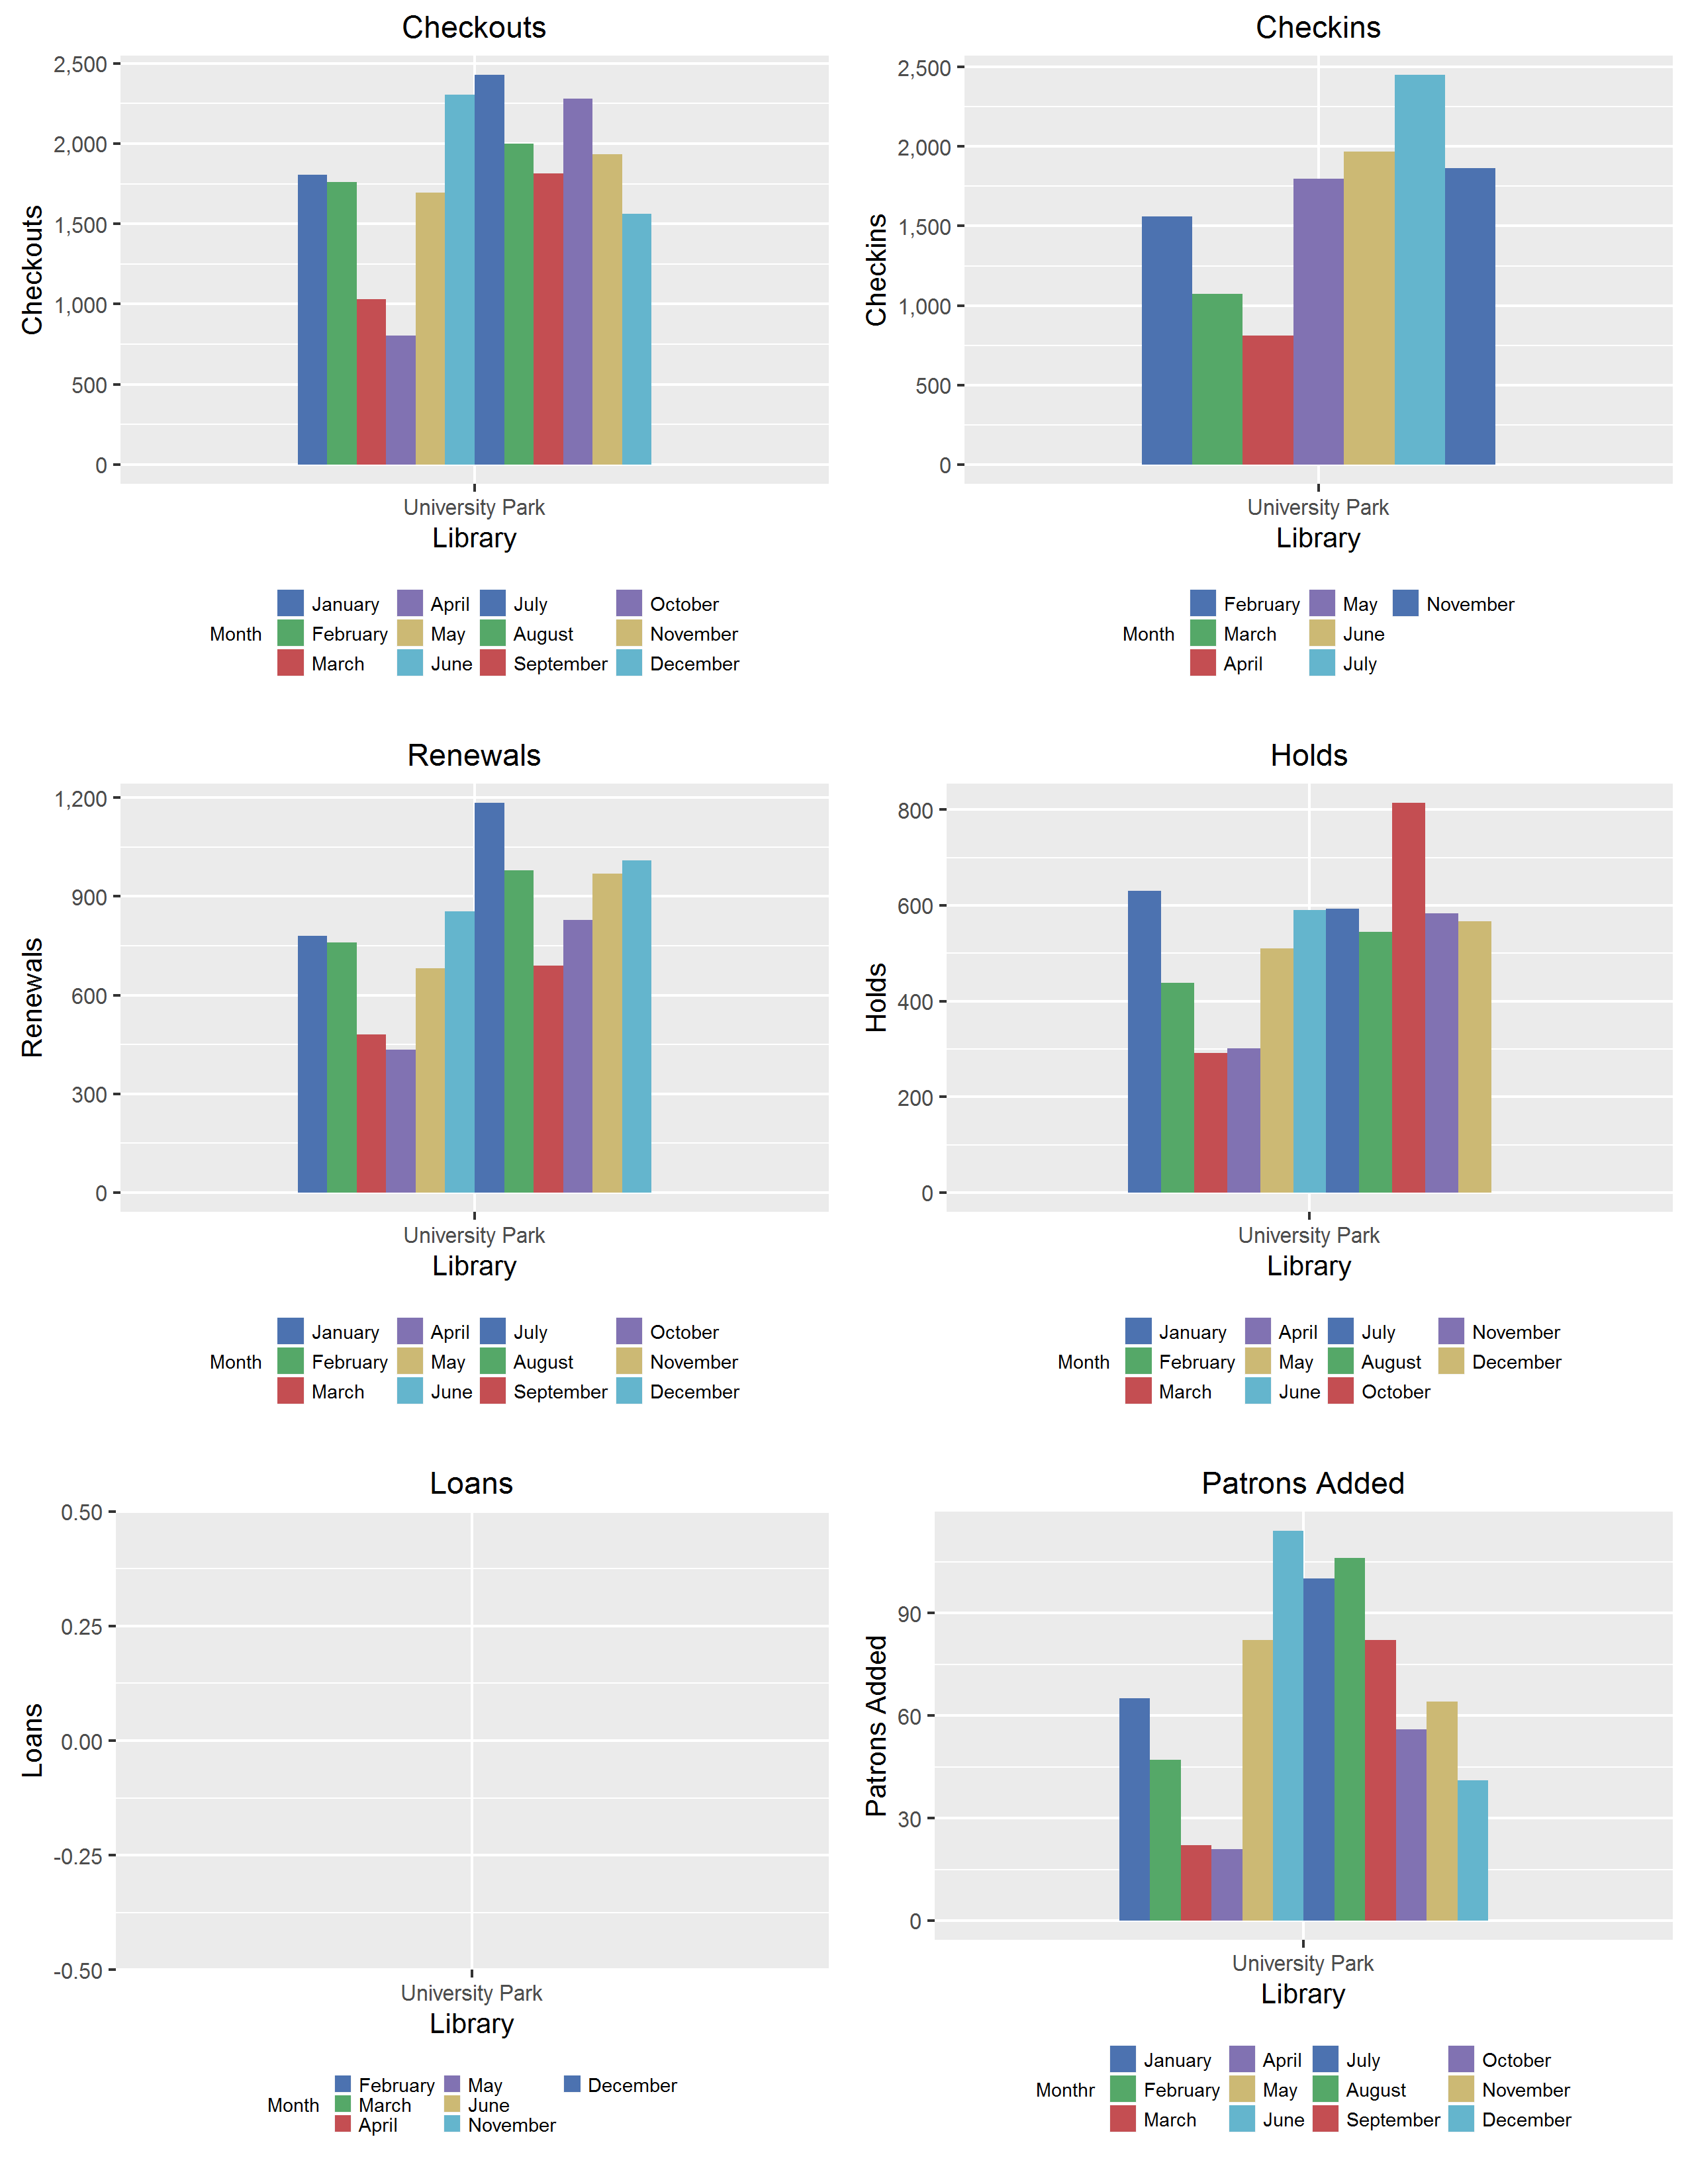 Checkouts
2,500
2,000
1,500
1,000
500
0
Checkouts
University Park
Library
Month
January April July October
February May August November
March June September December
Checkins
2,500
2,000
1,500
1,000
500
0
Checkins
University Park
Library
Month
February May November
March June
April July
Renewals
1,200
900
600
300
0
Renewals
University Park
Library
Month
January April July October
February May August November
March June September December
Holds
800
600
400
200
0
Holds
University Park
Library
Month
January April July November
February May August December
March June October
Loans
0.50
0.25
0.00
-0.25
-0.50
Loans
University Park
Library
Month
February May December
March June
April November
Patrons Added
90
60
30
0
Patrons Added
University Park
Library
Monthr
January April July October
February May August November
March June September December